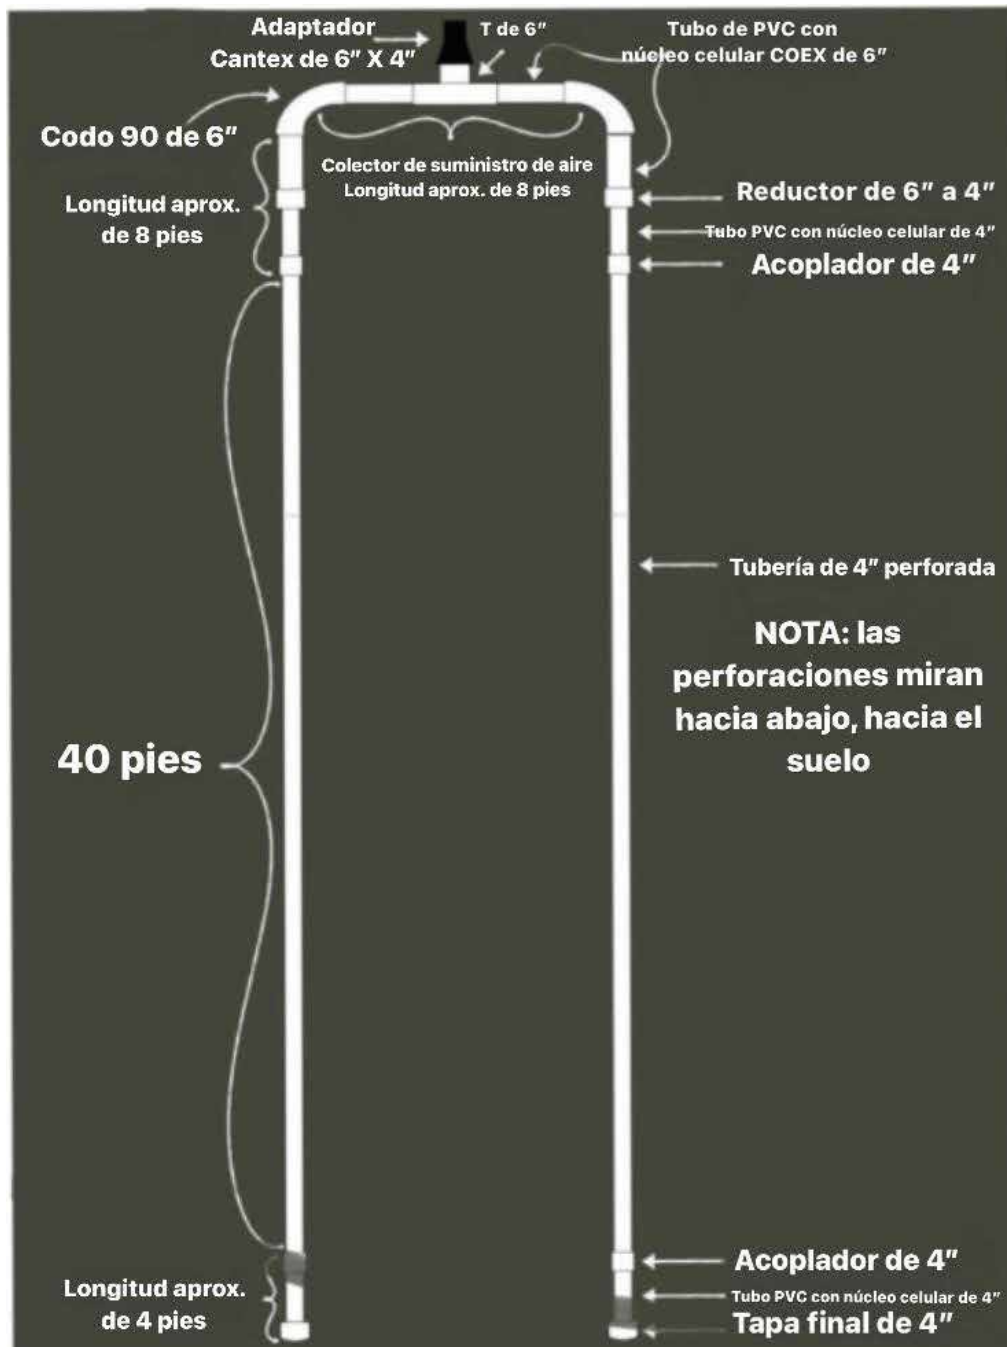 Adaptador
Cantex de 6” X 4”
T de 6”
Tubo de PVC con
núcleo celular COEX de 6”
Codo 90 de 6”
Colector de suministro de aire
Longitud aprox. de 8 pies
Longitud aprox.
de 8 pies
Reductor de 6” a 4”
Tubo PVC con núcleo celular de 4”
Acoplador de 4”
Tubería de 4” perforada
NOTA: las
perforaciones miran
hacia abajo, hacia el
suelo
40 pies
Longitud aprox.
de 4 pies
Acoplador de 4”
Tubo PVC con núcleo celular de 4”
Tapa final de 4”